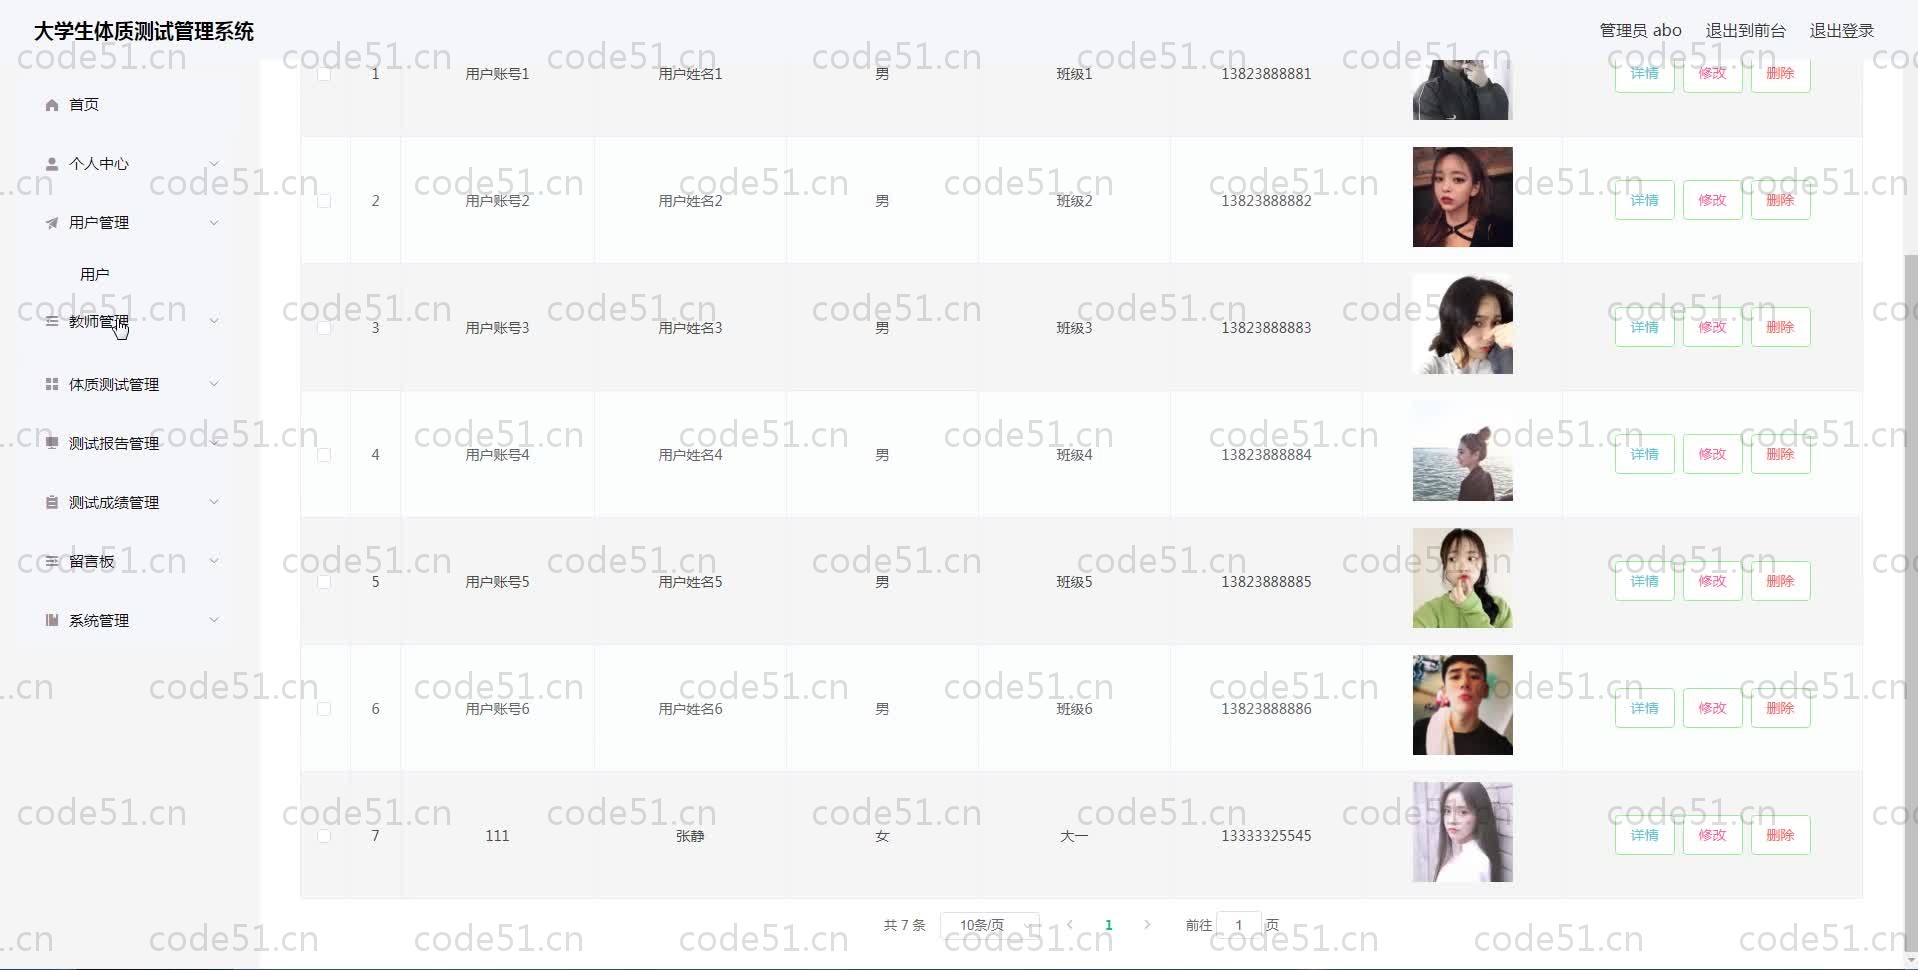 大学生体质测试管理系统
管理员 abo 退出到前台 退出登录
首页
个人中心
用户管理
用户
教师管理
体质测试管理
测试报告管理
测试成绩管理
留言板
系统管理
1 用户账号1 用户姓名1 男 班级1 13823888881 详情 修改 删除
2 用户账号2 用户姓名2 男 班级2 13823888882 详情 修改 删除
3 用户账号3 用户姓名3 男 班级3 13823888883 详情 修改 删除
4 用户账号4 用户姓名4 男 班级4 13823888884 详情 修改 删除
5 用户账号5 用户姓名5 男 班级5 13823888885 详情 修改 删除
6 用户账号6 用户姓名6 男 班级6 13823888886 详情 修改 删除
7 111 张静 女 大一 13333325545 详情 修改 删除
共 7 条 10条/页 1 前往 1 页
code51.cn